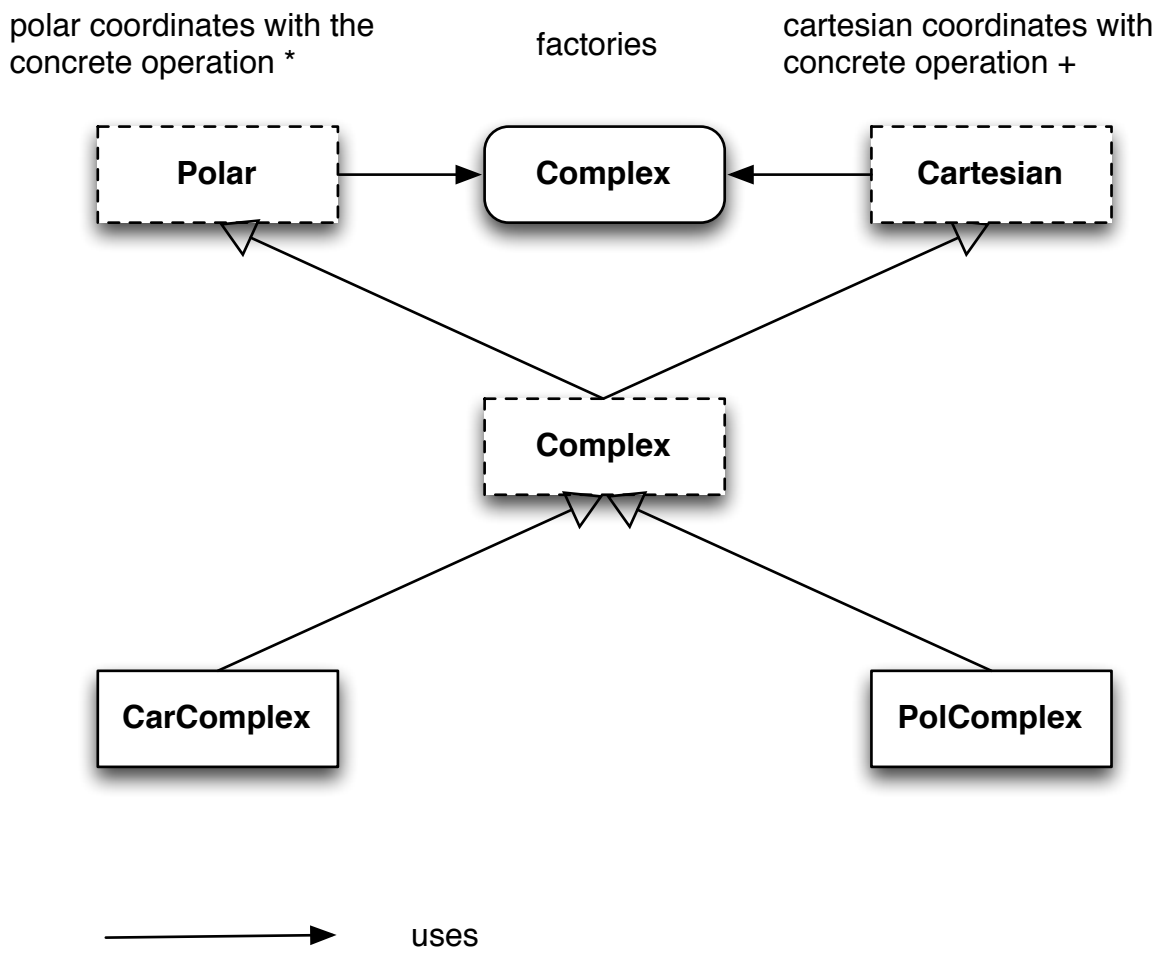 polar coordinates with the
concrete operation *
factories
cartesian coordinates with
concrete operation +
Polar
Complex
Cartesian
Complex
CarComplex
PolComplex
uses